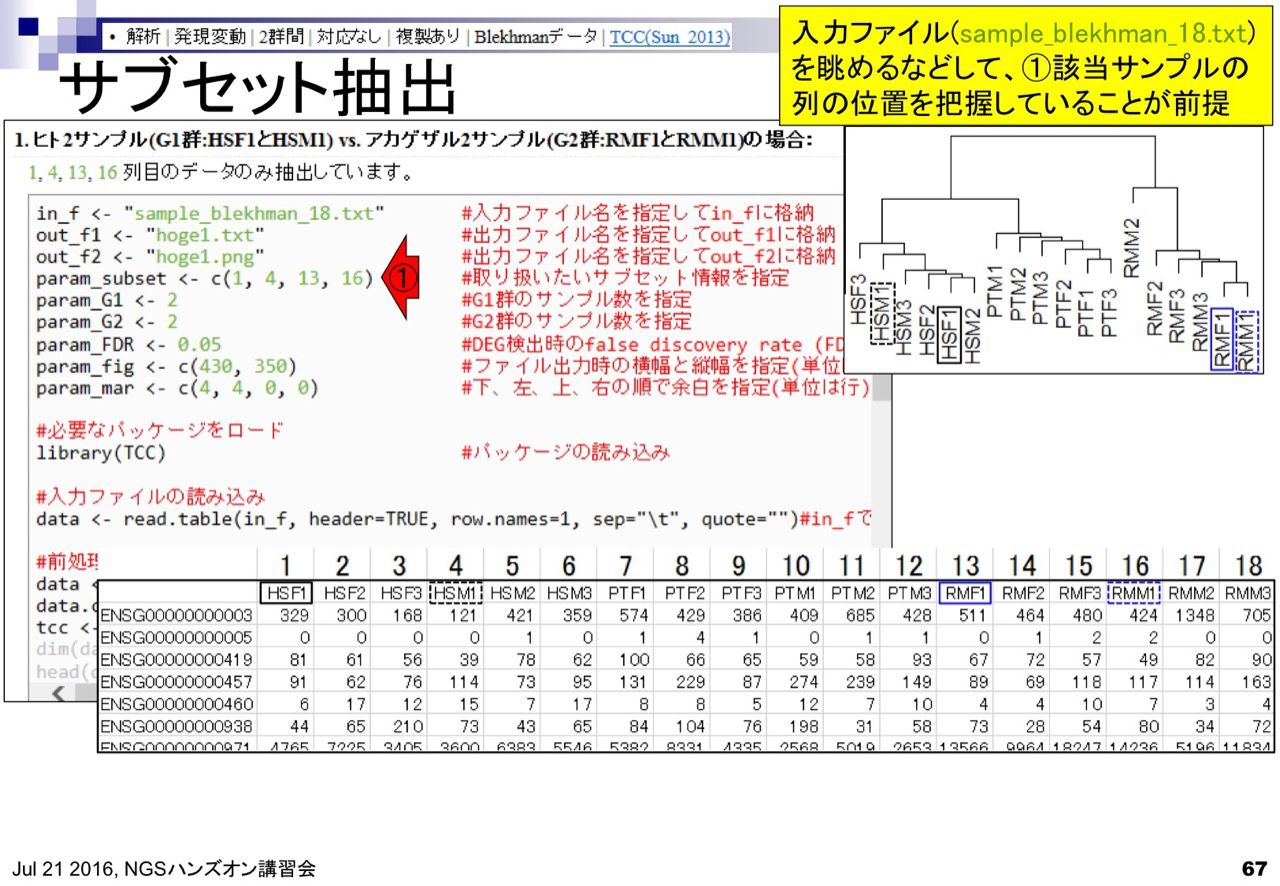 • 解析 | 発現変動 | 2群間 | 対応なし | 複製あり | Blekhmanデータ | TCC(Sun_2013)
サブセット抽出
入力ファイル(sample_blekhman_18.txt)
を眺めるなどして、①該当サンプルの
列の位置を把握していることが前提
1. ヒト2サンプル(G1群:HSF1とHSM1) vs. アカゲザル2サンプル(G2群:RMF1とRMM1)の場合:
1, 4, 13, 16 列目のデータのみ抽出しています。
in_f <- "sample_blekhman_18.txt" #入力ファイル名を指定してin_fに格納
out_f1 <- "hoge1.txt" #出力ファイル名を指定してout_f1に格納
out_f2 <- "hoge1.png" #出力ファイル名を指定してout_f2に格納
param_subset <- c(1, 4, 13, 16) ① #取り扱いたいサブセット情報を指定
param_G1 <- 2 #G1群のサンプル数を指定
param_G2 <- 2 #G2群のサンプル数を指定
param_FDR <- 0.05 #DEG検出時のfalse discovery rate (FD
param_fig <- c(430, 350) #ファイル出力時の横幅と縦幅を指定(単位
param_mar <- c(4, 4, 0, 0) #下、左、上、右の順で余白を指定(単位は行)
#必要なパッケージをロード
library(TCC) #パッケージの読み込み
#入力ファイルの読み込み
data <- read.table(in_f, header=TRUE, row.names=1, sep="\t", quote="")#in_fで
#前処理
data <
data.c
tcc <-
dim(da
head(c
HSF3 HSM1 HSM3 HSF2 HSF1 HSM2 PTM1 PTM2 PTM3 PTF2 PTF1 PTF3 RMM2 RMF2 RMF3 RMM3 RMF1 RMM1
1 2 3 4 5 6 7 8 9 10 11 12 13 14 15 16 17 18
HSF1 HSF2 HSF3 HSM1 HSM2 HSM3 PTF1 PTF2 PTF3 PTM1 PTM2 PTM3 RMF1 RMF2 RMF3 RMM1 RMM2 RMM3
ENSG00000000003 329 300 168 121 421 359 574 429 386 409 685 428 511 464 480 424 1348 705
ENSG00000000005 0 0 0 0 1 0 1 4 1 0 1 1 0 1 2 2 0 0
ENSG00000000419 81 61 56 39 78 62 100 66 65 59 58 93 67 72 57 49 82 90
ENSG00000000457 91 62 76 114 73 95 131 229 87 274 239 149 89 69 118 117 114 163
ENSG00000000460 6 17 12 15 7 17 8 8 5 12 7 10 4 4 10 7 3 4
ENSG00000000938 44 65 210 73 43 65 84 104 76 198 31 58 73 28 54 80 34 72
ENSG00000000971 4765 7225 3405 3600 6383 5546 5382 8331 4335 2568 5019 2653 13566 9964 18247 14236 5196 11834
Jul 21 2016, NGSハンズオン講習会
67